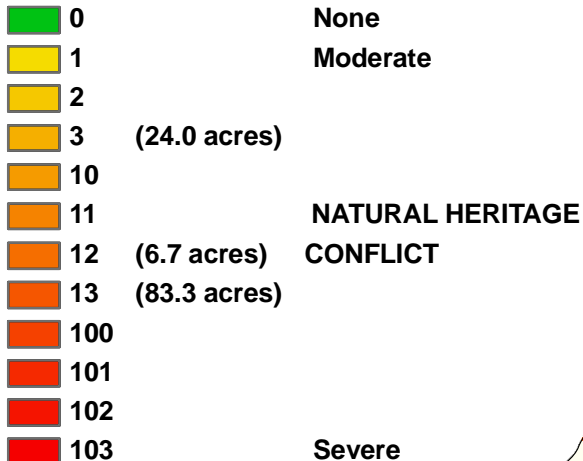 0 None
1 Moderate
2
3 (24.0 acres)
10
11 NATURAL HERITAGE
12 (6.7 acres) CONFLICT
13 (83.3 acres)
100
101
102
103 Severe